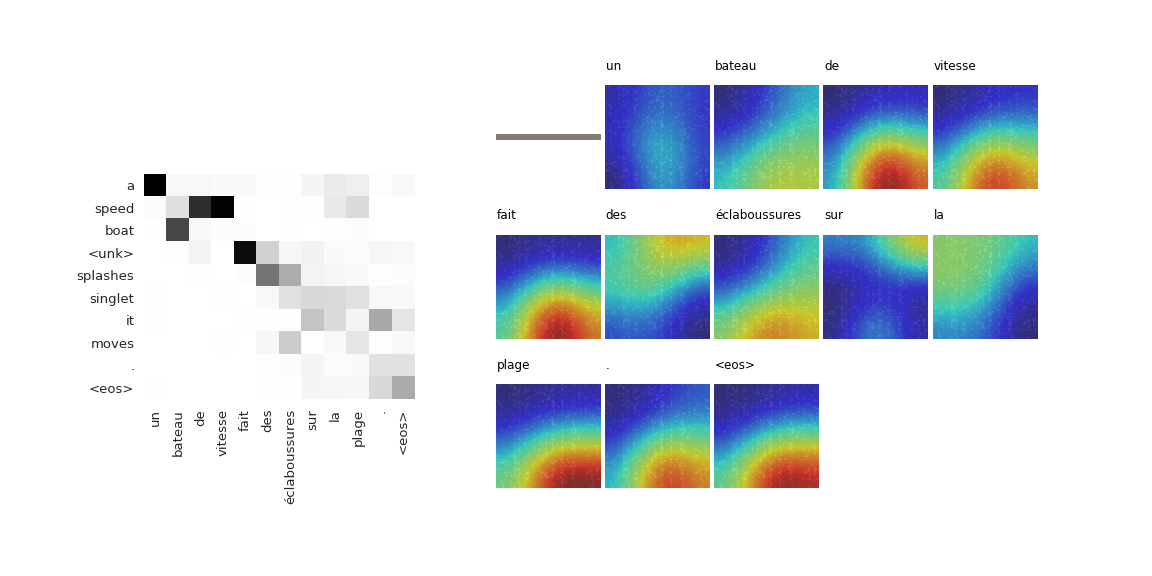 a
speed
boat
<unk>
splashes
singlet
it
moves
.
<eos>
un
bateau
de
vitesse
fait
des
éclaboussures
sur
la
plage
.
<eos>
un bateau de vitesse
fait des éclaboussures sur la
plage . <eos>